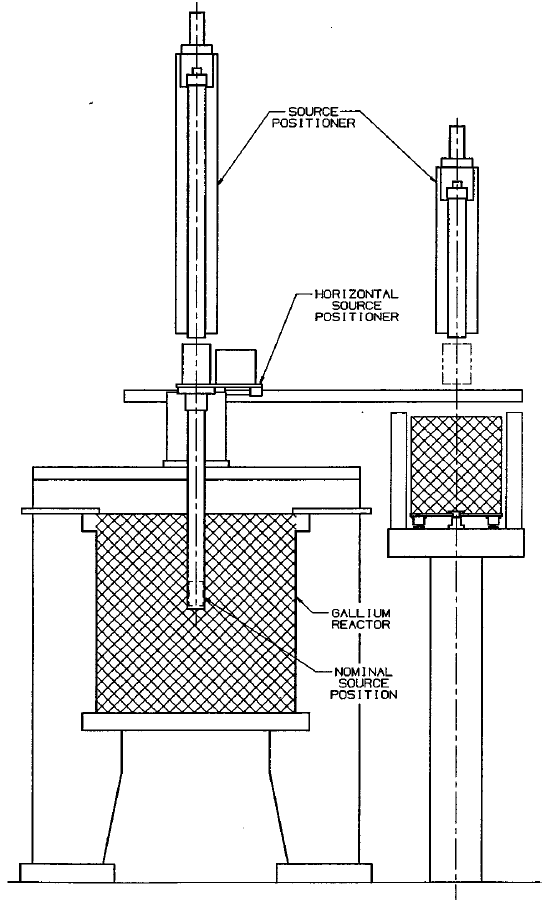 SOURCE
POSITIONER
HORIZONTAL
SOURCE
POSITIONER
GALLIUM
REACTOR
NOMINAL
SOURCE
POSITION